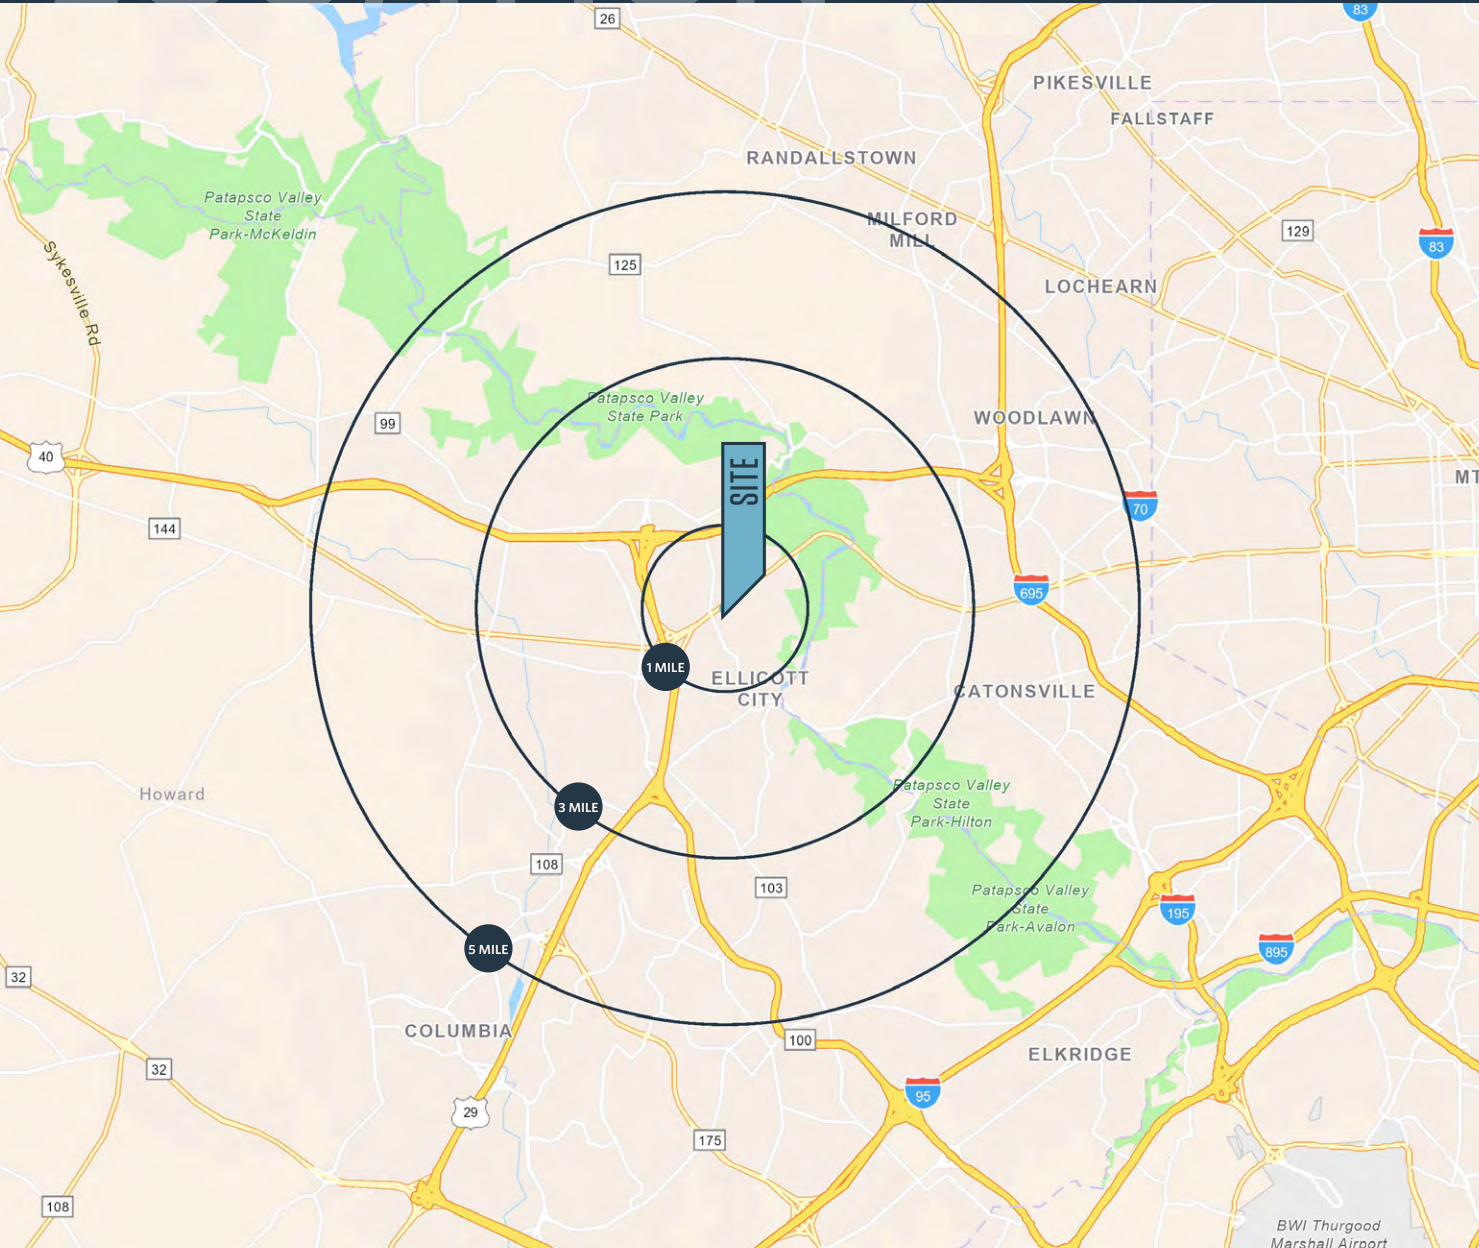 26
83
PIKESVILLE
FALLSTAFF
RANDALLSTOWN
Patapsco Valley
State
Park-McKeldin
MILFORD
MILL
129
83
Sykesville Rd
125
LOCHEARN
Patapsco Valley
State Park
99
WOODLAWN
40
SITE
MT
70
144
695
1 MILE
ELLICOTT
CITY
CATONSVILLE
Howard
3 MILE
Patapsco Valley
State
Park-Hilton
108
103
Patapsco Valley
State
Park-Avalon
195
5 MILE
895
32
COLUMBIA
100
ELKRIDGE
32
95
29
175
108
BWI Thurgood
Marshall Airport